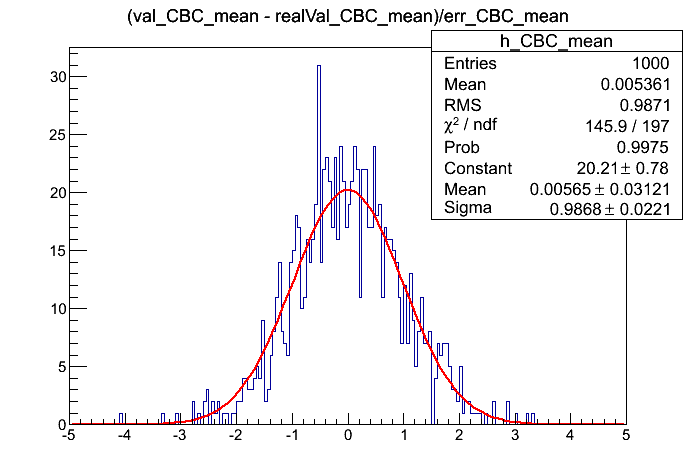 (val_CBC_mean - realVal_CBC_mean)/err_CBC_mean
h_CBC_mean
Entries 1000
Mean 0.005361
RMS 0.9871
χ² / ndf 145.9 / 197
Prob 0.9975
Constant 20.21 ± 0.78
Mean 0.00565 ± 0.03121
Sigma 0.9868 ± 0.0221
30
25
20
15
10
5
0
-5 -4 -3 -2 -1 0 1 2 3 4 5